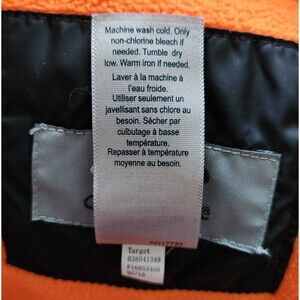 Machine wash cold. Only
non-chlorine bleach if
needed. Tumble dry
low. Warm iron if needed.
Laver à la machine à
l'eau froide.
Utiliser seulement un
javellisant sans chlore au
besoin. Sécher par
culbutage à basse
température
Repasser à température
moyenne au besoin.
RN17730
Target
038041348